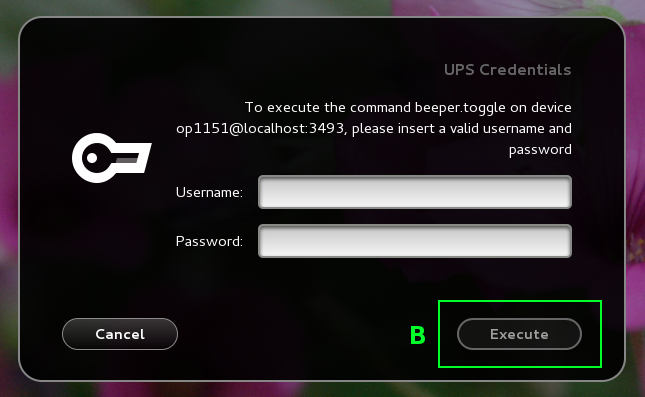 UPS Credentials
To execute the command beeper.toggle on device
op1151@localhost:3493, please insert a valid username and
password
Username:
Password:
Cancel
B
Execute